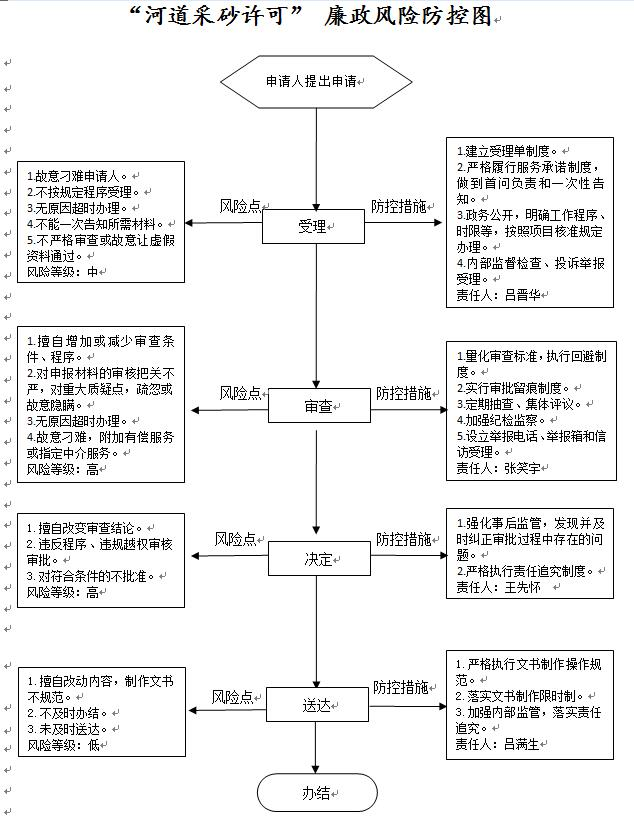 “河道采砂许可” 廉政风险防控图
申请人提出申请
1.故意刁难申请人。
2.不按规定程序受理。
3.无原因超时办理。
4.不能一次告知所需材料。
5.不严格审查或故意让虚假
资料通过。
风险等级：中
风险点
受理
防控措施
1.建立受理单制度。
2.严格履行服务承诺制度，
做到首问负责和一次性告
知。
3.政务公开，明确工作程序、
时限等，按照项目核准规定
办理。
4.内部监督检查、投诉举报
受理。
责任人：吕晋华
1.擅自增加或减少审查条
件、程序。
2.对申报材料的审核把关不
严，对重大质疑点，疏忽或
故意隐瞒。
3.无原因超时办理。
4.故意刁难，附加有偿服务
或指定中介服务。
风险等级：高
风险点
审查
防控措施
1.量化审查标准，执行回避制
度。
2.实行审批留痕制度。
3.定期抽查、集体评议。
4.加强纪检监察。
5.设立举报电话、举报箱和信
访受理。
责任人：张笑宇
1. 擅自改变审查结论。
2. 违反程序、违规越权审核
审批。
3. 对符合条件的不批准。
风险等级：高
风险点
决定
防控措施
1.强化事后监管，发现并及
时纠正审批过程中存在的问
题。
2.严格执行责任追究制度。
责任人：王先怀
1. 擅自改动内容，制作文书
不规范。
2. 不及时办结。
3. 未及时送达。
风险等级：低
风险点
送达
防控措施
1. 严格执行文书制作操作规
范。
2. 落实文书制作限时制。
3. 加强内部监管，落实责任
追究。
责任人：吕满生
办结